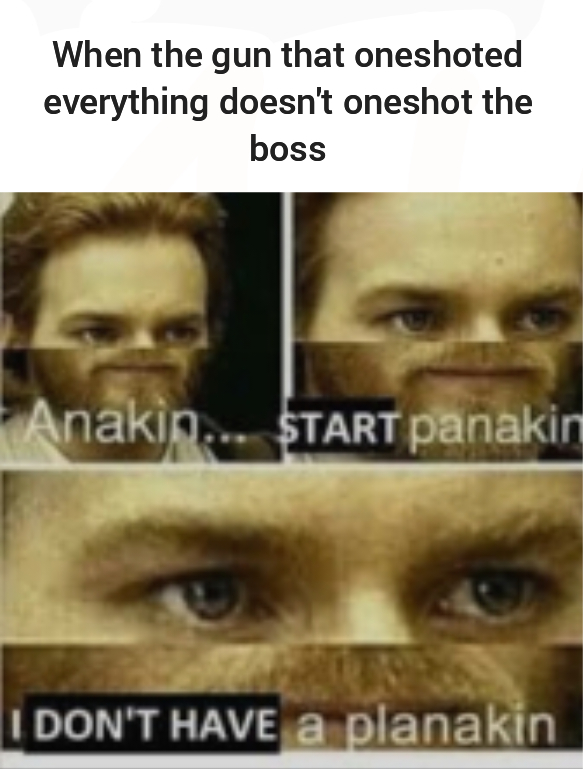 When the gun that oneshoted
everything doesn't oneshot the
boss
Anakin...
START panakin
I DON'T HAVE a planakin